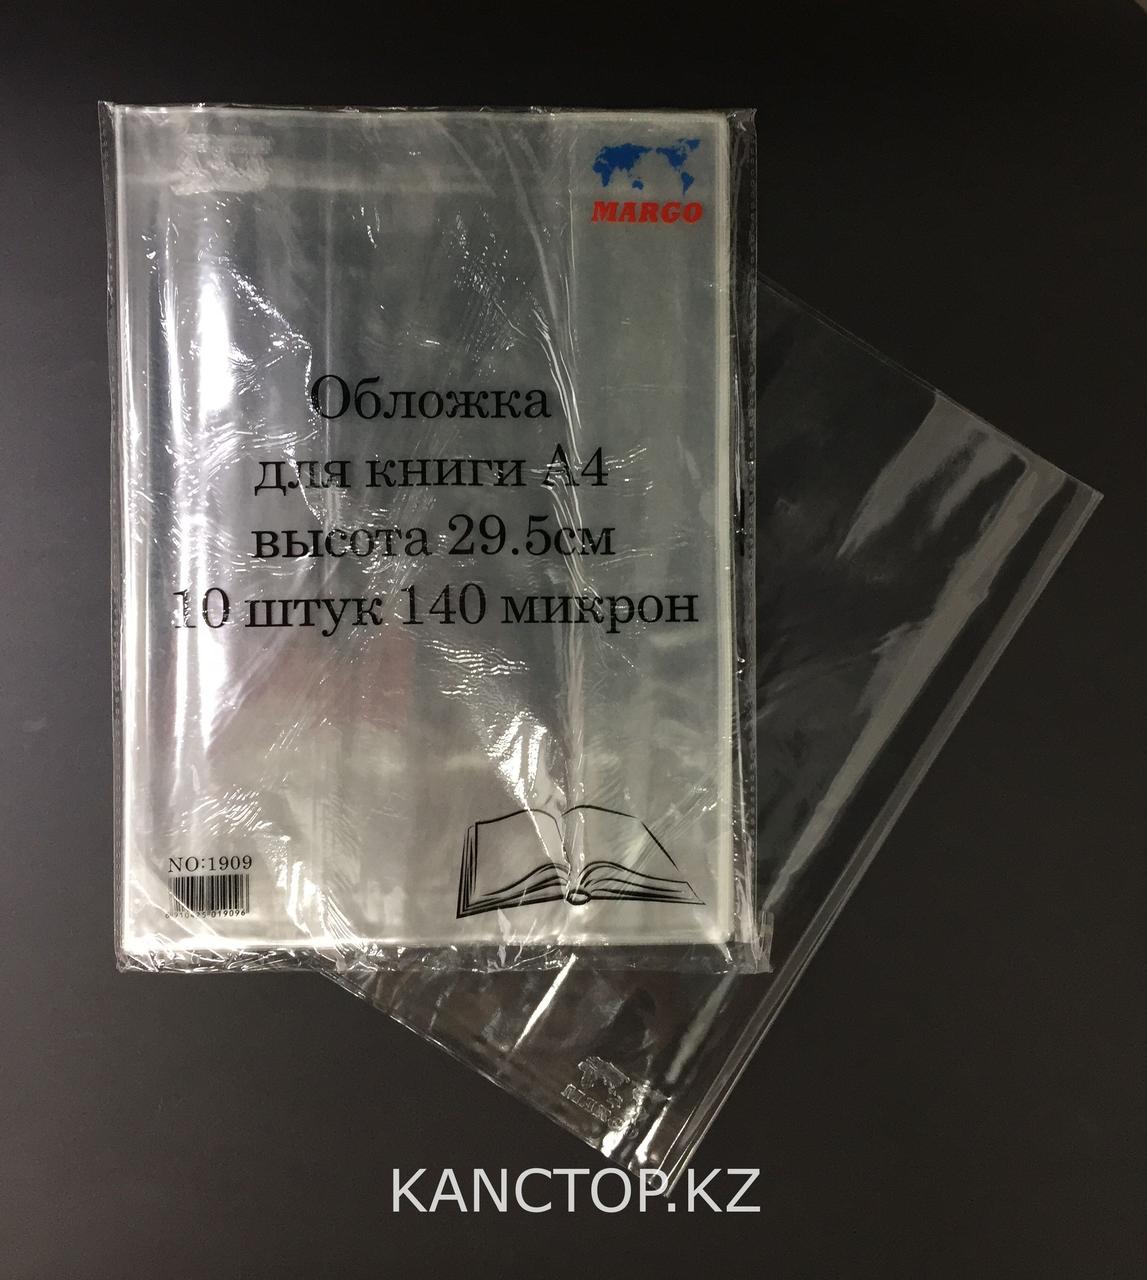 MARGO
Обложка
для книги А4
высота 29.5см
10 штук 140 микрон
NO:1909
KANCTOP.KZ